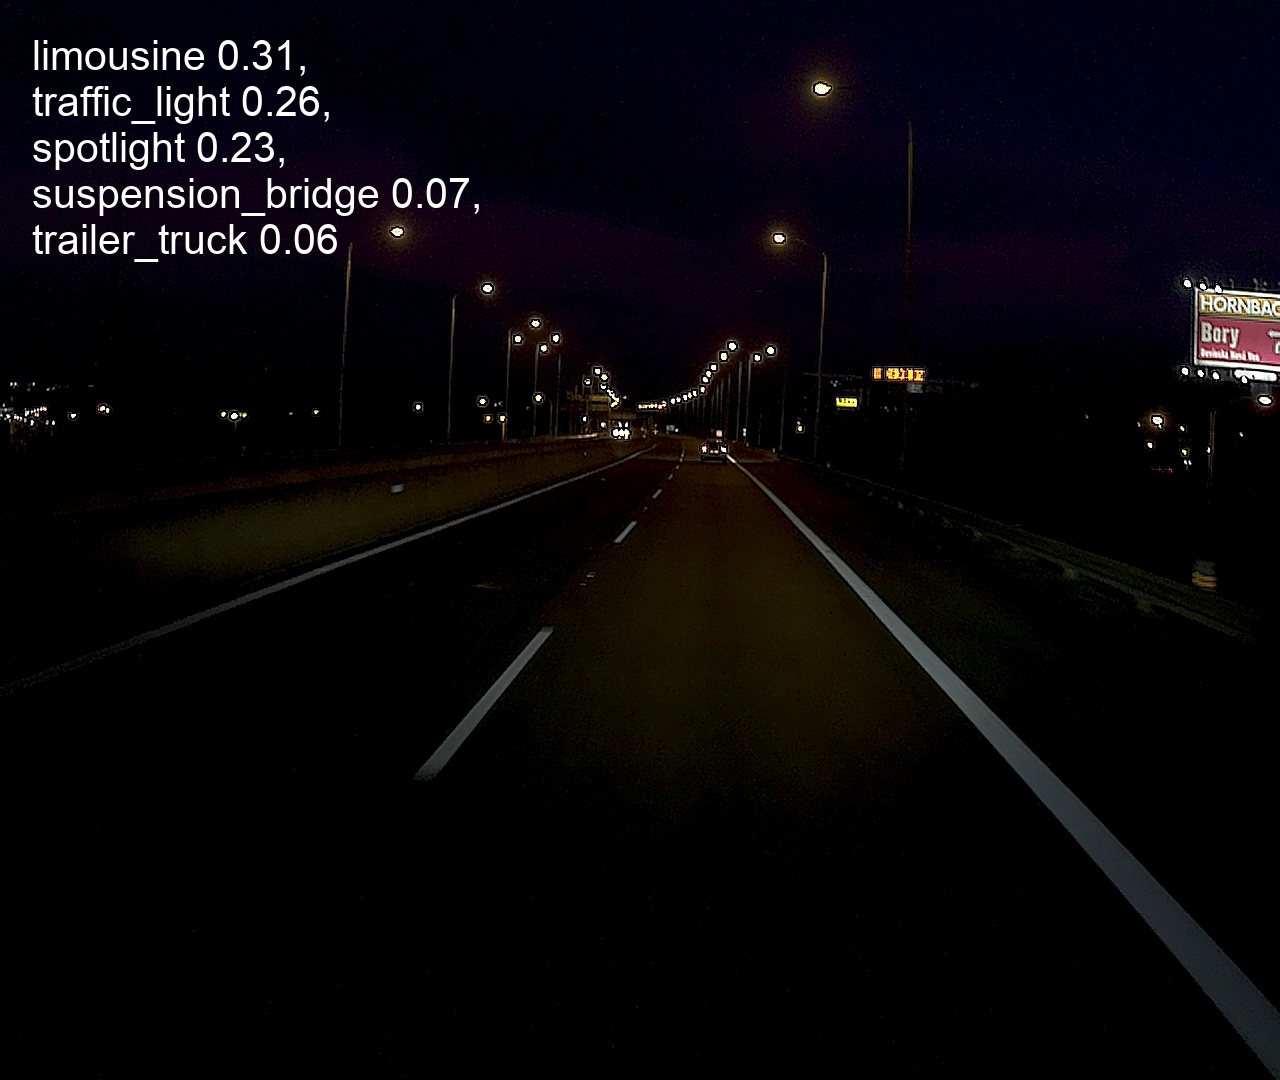 limousine 0.31,
traffic_light 0.26,
spotlight 0.23,
suspension_bridge 0.07,
trailer_truck 0.06
HORNBAC
Bory